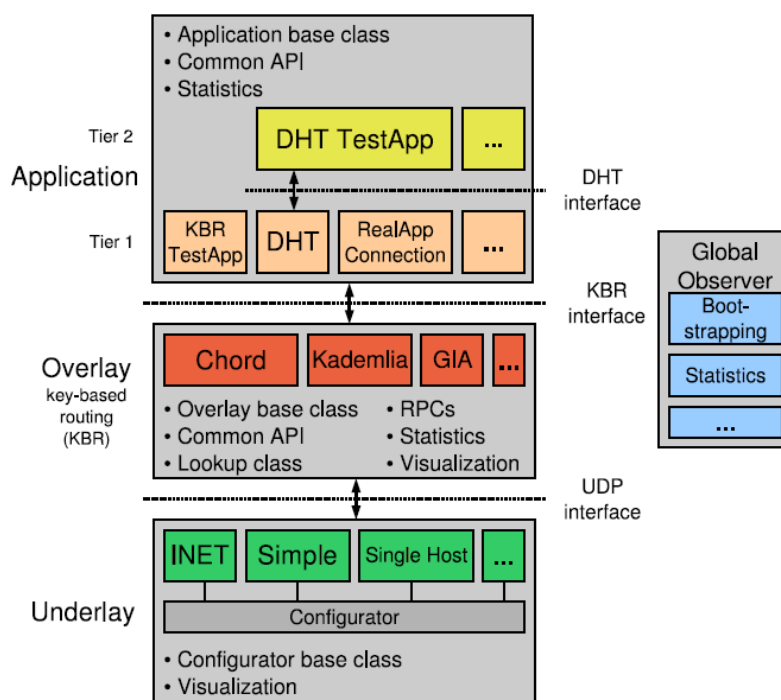 • Application base class
• Common API
• Statistics
Tier 2
DHT TestApp
...
Application
DHT
interface
Tier 1
KBR
TestApp
DHT
RealApp
Connection
...
KBR
interface
Global
Observer
Boot-
strapping
Statistics
...
Overlay
key-based
routing
(KBR)
Chord
Kademlia
GIA
...
• Overlay base class
• Common API
• Lookup class
• RPCs
• Statistics
• Visualization
UDP
interface
Underlay
INET
Simple
Single Host
...
Configurator
• Configurator base class
• Visualization